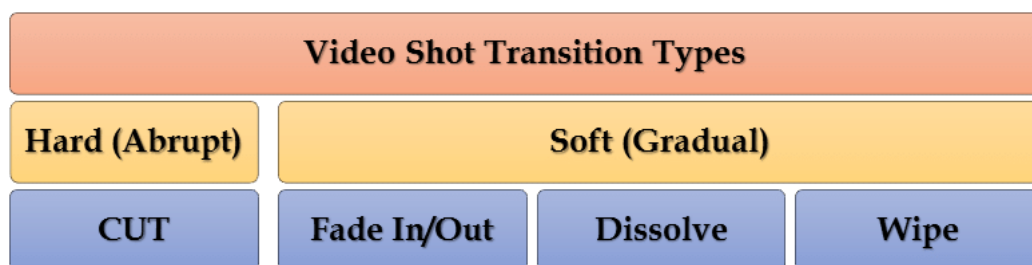 Video Shot Transition Types
Hard (Abrupt)
Soft (Gradual)
CUT
Fade In/Out
Dissolve
Wipe